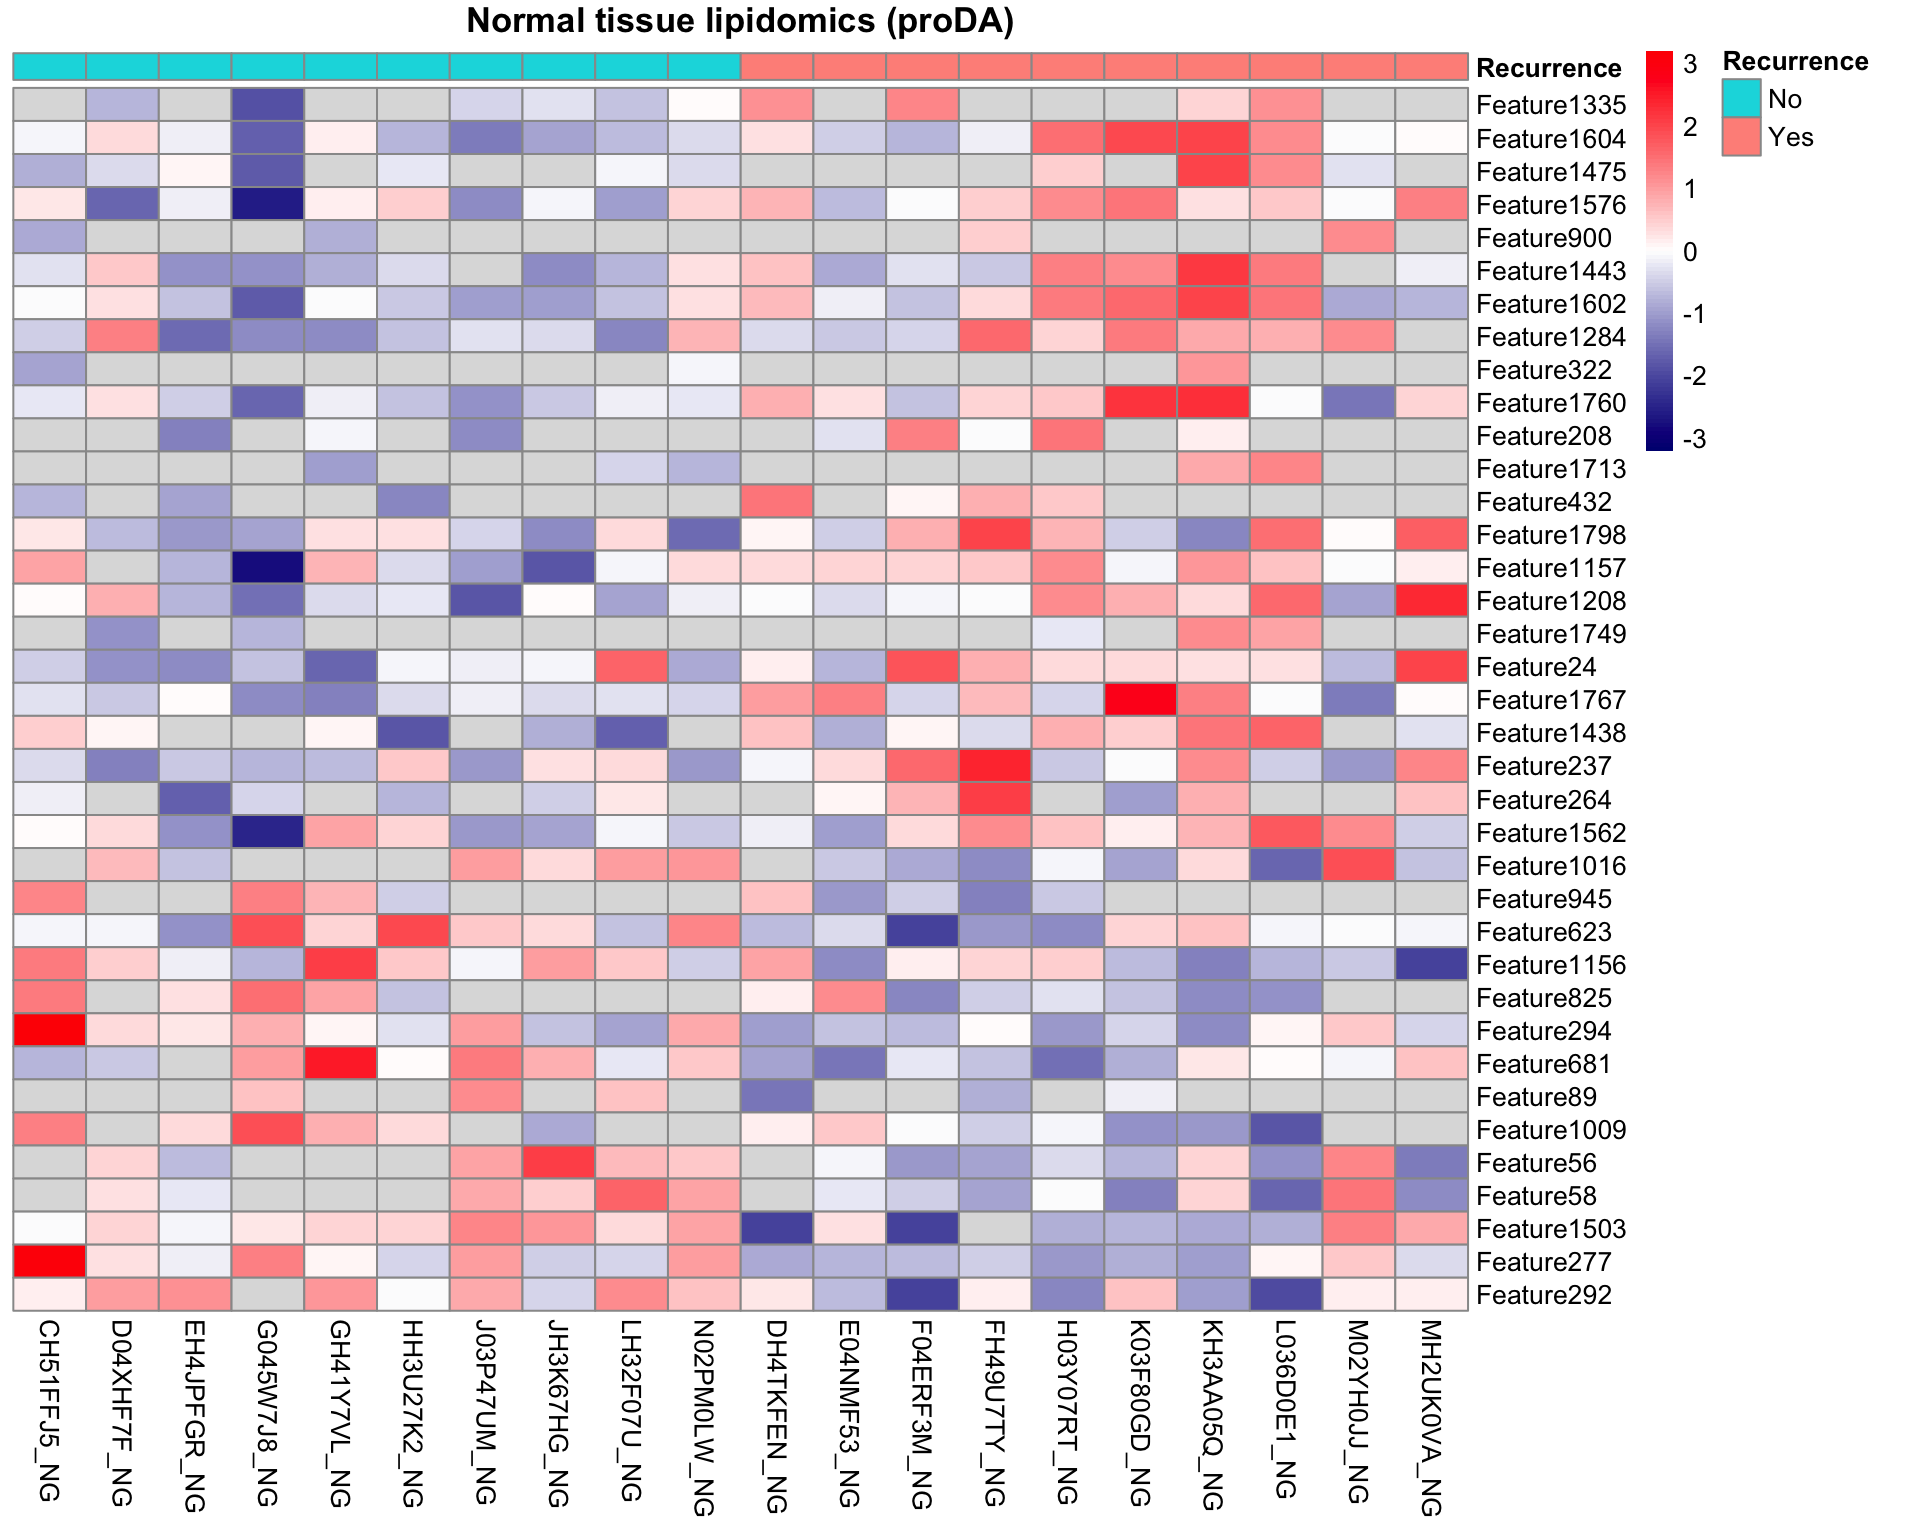 Normal tissue lipidomics (proDA)
Recurrence
Feature1335
Feature1604
Feature1475
Feature1576
Feature900
Feature1443
Feature1602
Feature1284
Feature322
Feature1760
Feature208
Feature1713
Feature432
Feature1798
Feature1157
Feature1208
Feature1749
Feature24
Feature1767
Feature1438
Feature237
Feature264
Feature1562
Feature1016
Feature945
Feature623
Feature1156
Feature825
Feature294
Feature681
Feature89
Feature1009
Feature56
Feature58
Feature1503
Feature277
Feature292
3
2
1
0
-1
-2
-3
Recurrence
No
Yes
CH51FFJ5_NG
D04XHF7F_NG
EH4JPFGR_NG
G045W7J8_NG
GH41Y7VL_NG
HH3U27K2_NG
J03P47UM_NG
JH3K67HG_NG
LH32F07U_NG
N02PM0LW_NG
DH4TKFEN_NG
E04NMF53_NG
F04ERF3M_NG
FH49U7TY_NG
H03Y07RT_NG
K03F80GD_NG
KH3AA05Q_NG
L036D0E1_NG
M02YH0JJ_NG
MH2UK0VA_NG